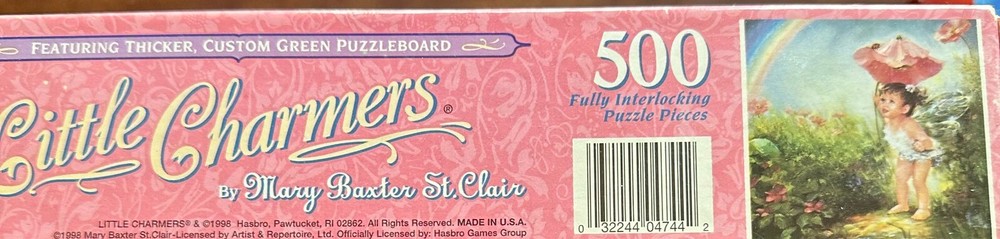 FEATURING THICKER, CUSTOM GREEN PUZZLEBOARD
Little Charmers®
By Mary Baxter St.Clair
LITTLE CHARMERS® & ©1998 Hasbro, Pawtucket, RI 02862. All Rights Reserved. MADE IN U.S.A.
©1998 Mary Baxter St.Clair-Licensed by Artist & Repertoire, Ltd. Officially Licensed by: Hasbro Games Group
500
Fully Interlocking
Puzzle Pieces
0 32244 04744 2